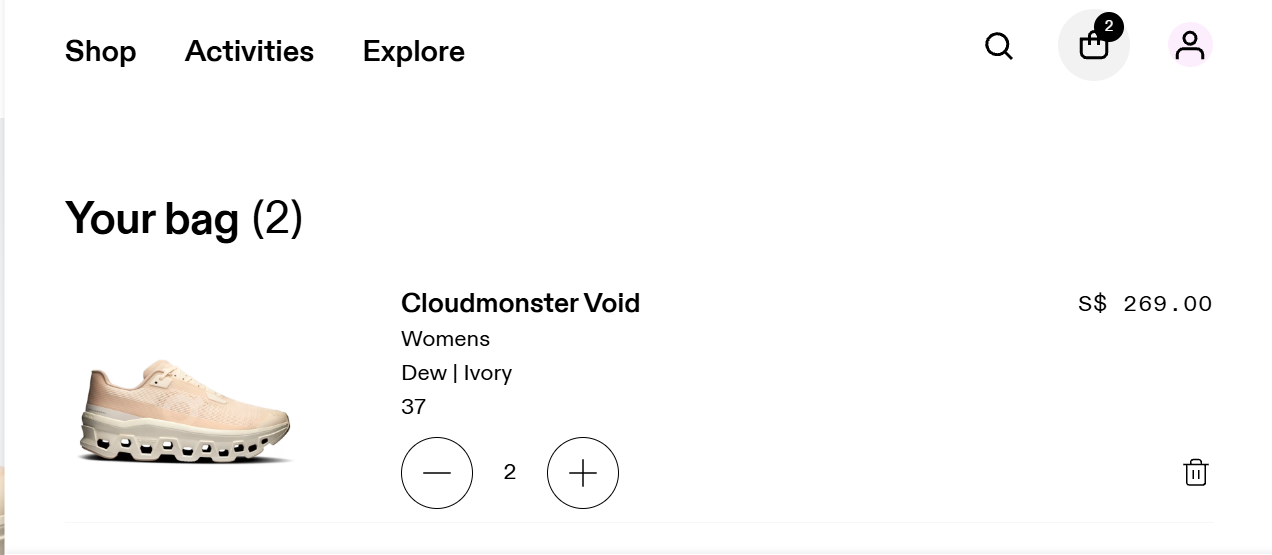 Shop Activities Explore 2
Your bag (2)
Cloudmonster Void S$ 269.00
Womens
Dew | Ivory
37
2